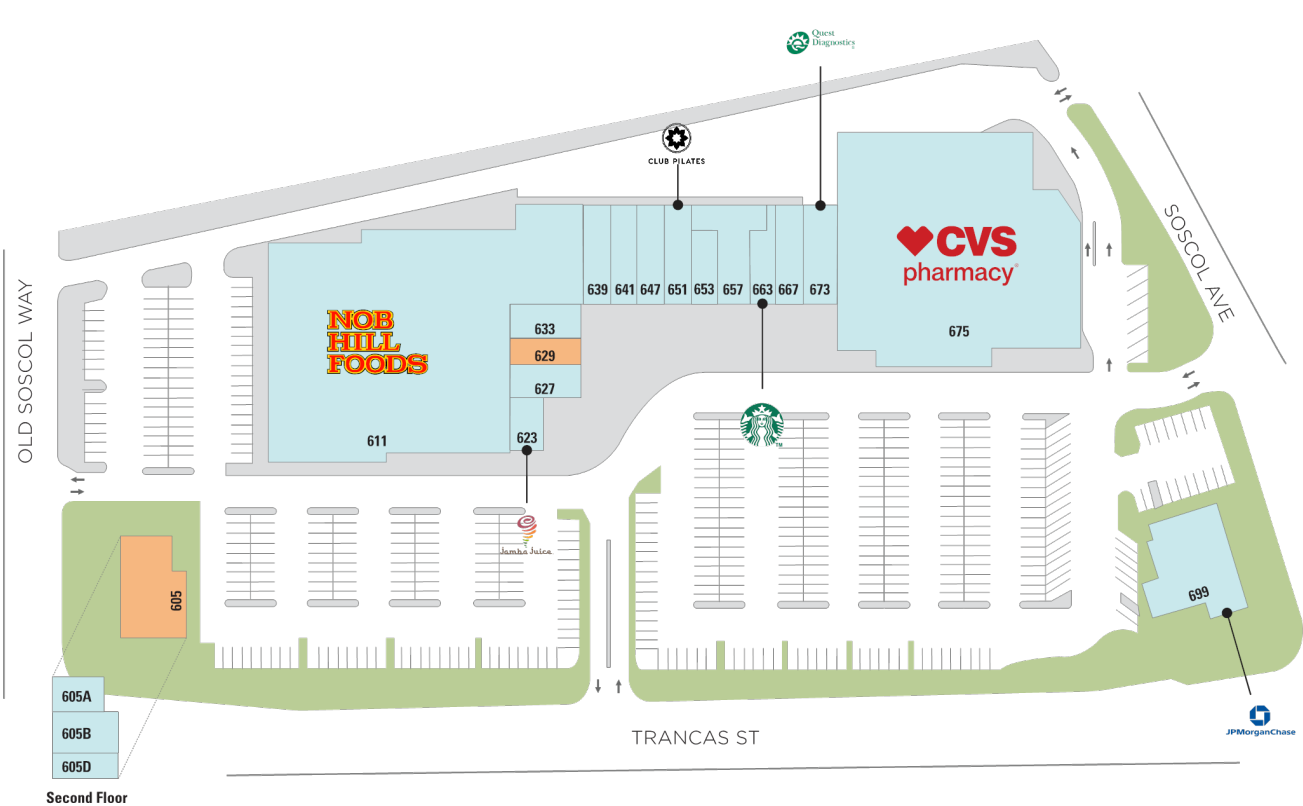 Quest
Diagnostics
CLUB PILATES
SOSCOL AVE
OLD SOSCOL WAY
CVS
pharmacy
639
641
647
651
653
657
663
667
673
675
NOB
HILL
FOODS
633
629
627
623
611
Jamba Juice
TM
605
699
605A
605B
605D
Second Floor
TRANCAS ST
JPMorganChase